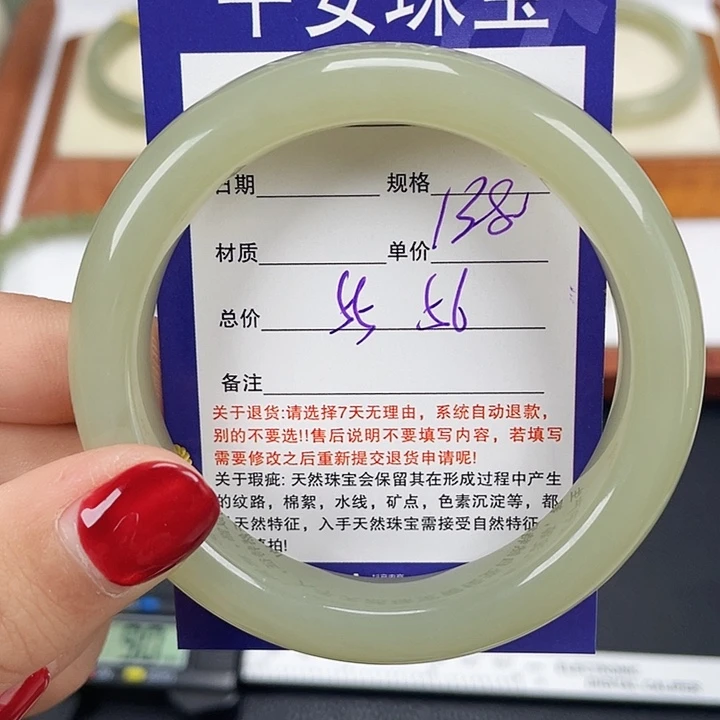 平安珠宝
日期 规格
138
材质 单价
总价 55 56
备注
关于退货:请选择7天无理由，系统自动退款，
别的不要选!!售后说明不要填写内容，若填写
需要修改之后重新提交退货申请呢!
关于瑕疵: 天然珠宝会保留其在形成过程中产生
的纹路，棉絮，水线，矿点，色素沉淀等，都
天然特征，入手天然珠宝需接受自然特征
拍!